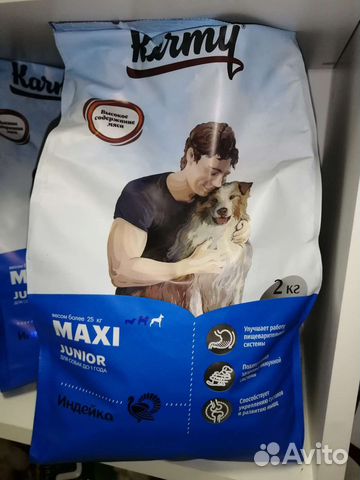 Karmy
Karmy
Высокое
содержание
мяса
2 кг
весом более 25 кг
MAXI
JUNIOR
ДЛЯ СОБАК ДО 1 ГОДА
Индейка
Улучшает работу
пищеварительной
системы
Способствует
укреплению суставов
и развитию мышц
Avito